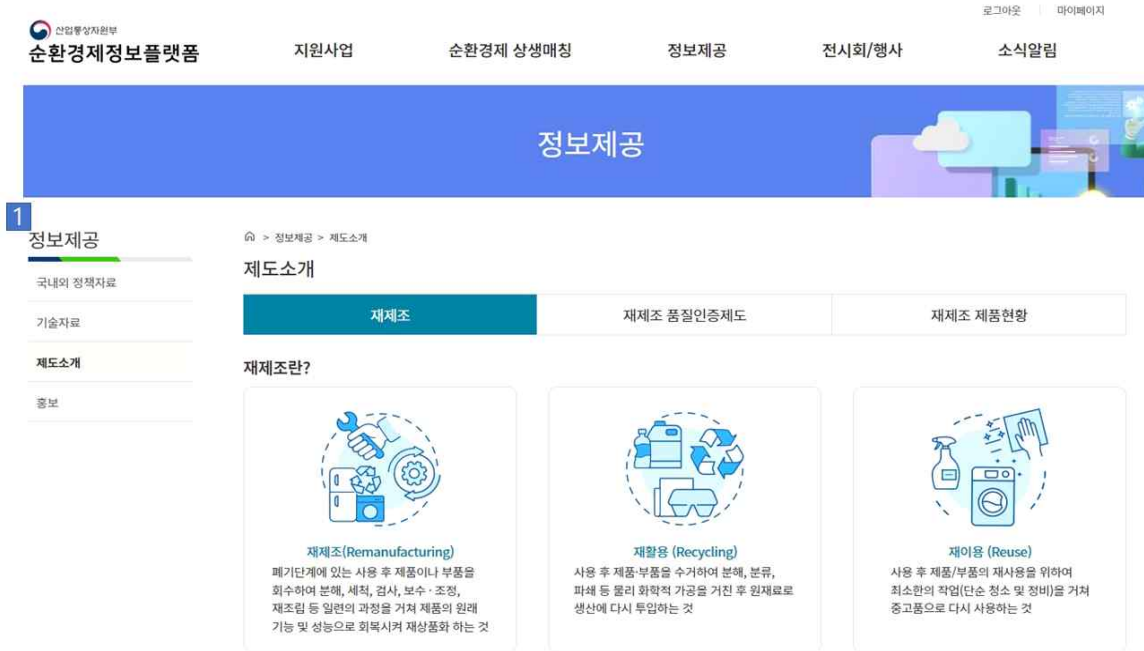 로그아웃 마이페이지
산업통상자원부
순환경제정보플랫폼 지원사업 순환경제 상생매칭 정보제공 전시회/행사 소식알림
정보제공
1
정보제공
국내외 정책자료
기술자료
제도소개
홍보
> 정보제공 > 제도소개
제도소개
재제조 재제조 품질인증제도 재제조 제품현황
재제조란?
재제조(Remanufacturing)
폐기단계에 있는 사용 후 제품이나 부품을
회수하여 분해, 세척, 검사, 보수 · 조정,
재조립 등 일련의 과정을 거쳐 제품의 원래
기능 및 성능으로 회복시켜 재상품화 하는 것
재활용 (Recycling)
사용 후 제품·부품을 수거하여 분해, 분류,
파쇄 등 물리 화학적 가공을 거친 후 원재료로
생산에 다시 투입하는 것
재이용 (Reuse)
사용 후 제품/부품의 재사용을 위하여
최소한의 작업(단순 청소 및 정비)을 거쳐
중고품으로 다시 사용하는 것